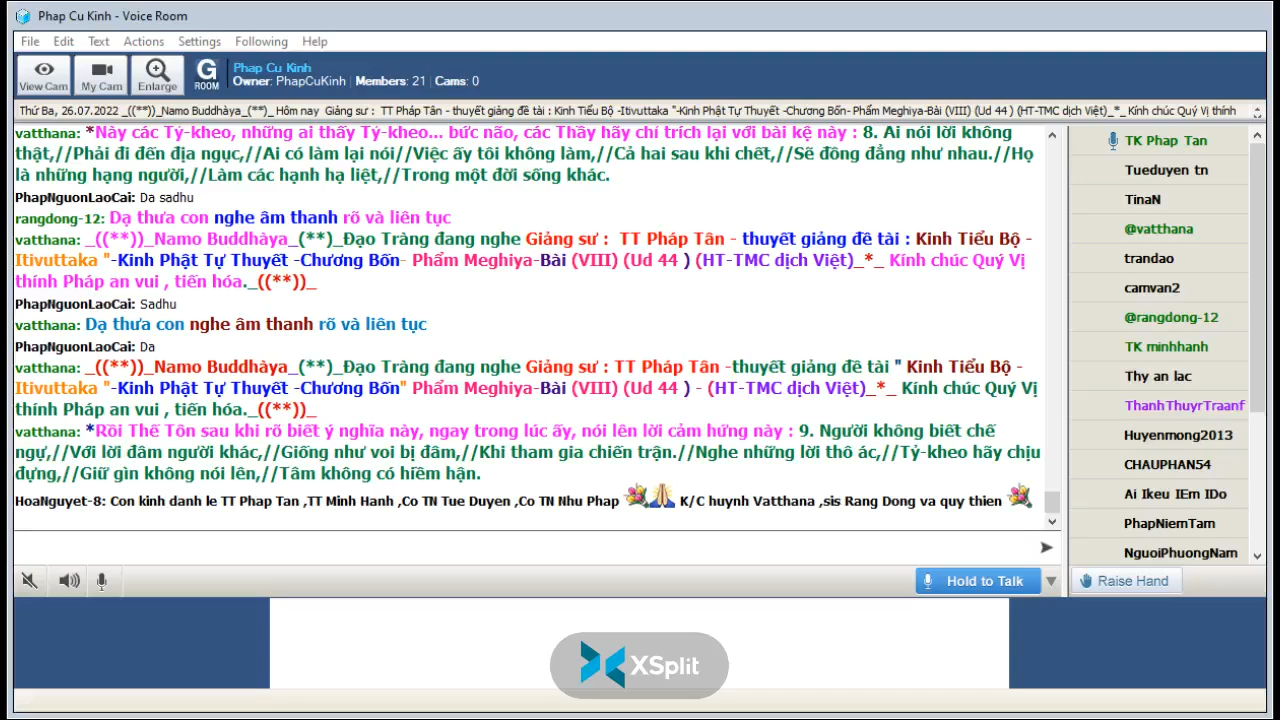 Phap Cu Kinh - Voice Room
File Edit Text Actions Settings Following Help
View Cam My Cam Enlarge G ROOM
Phap Cu Kinh
Owner: PhapCuKinh | Members: 21 | Cams: 0
Thứ Ba, 26.07.2022 _((**))_Namo Buddhàya_(**)_ Hôm nay Giảng sư : TT Pháp Tân - thuyết giảng đề tài : Kinh Tiểu Bộ -Itivuttaka "-Kinh Phật Tự Thuyết -Chương Bốn- Phẩm Meghiya-Bài (VIII) (Ud 44 ) (HT-TMC dịch Việt)_*_ Kính chúc Quý Vị thính
vatthana: *Này các Tỷ-kheo, những ai thấy Tỷ-kheo... bức não, các Thầy hãy chí trích lại với bài kệ này : 8. Ai nói lời không
thật,//Phải đi đến địa ngục,//Ai có làm lại nói//Việc ấy tôi không làm,//Cả hai sau khi chết,//Sẽ đồng đẳng như nhau.//Họ
là những hạng người,//Làm các hạnh hạ liệt,//Trong một đời sống khác.
PhapNguonLaoCai: Da sadhu
rangdong-12: Dạ thưa con nghe âm thanh rõ và liên tục
vatthana: _((**))_Namo Buddhàya_(**)_Đạo Tràng đang nghe Giảng sư : TT Pháp Tân - thuyết giảng đề tài : Kinh Tiểu Bộ -
Itivuttaka "-Kinh Phật Tự Thuyết -Chương Bốn- Phẩm Meghiya-Bài (VIII) (Ud 44 ) (HT-TMC dịch Việt)_*_ Kính chúc Quý Vị
thính Pháp an vui , tiến hóa._((**))_
PhapNguonLaoCai: Sadhu
vatthana: Dạ thưa con nghe âm thanh rõ và liên tục
PhapNguonLaoCai: Da
vatthana: _((**))_Namo Buddhàya_(**)_Đạo Tràng đang nghe Giảng sư : TT Pháp Tân -thuyết giảng đề tài " Kinh Tiểu Bộ -
Itivuttaka "-Kinh Phật Tự Thuyết -Chương Bốn" Phẩm Meghiya-Bài (VIII) (Ud 44 ) - (HT-TMC dịch Việt)_*_ Kính chúc Quý Vị
thính Pháp an vui , tiến hóa._((**))_
vatthana: *Rồi Thế Tôn sau khi rõ biết ý nghĩa này, ngay trong lúc ấy, nói lên lời cảm hứng này : 9. Người không biết chế
ngự,//Với lời đâm người khác,//Giống như voi bị đâm,//Khi tham gia chiến trận.//Nghe những lời thô ác,//Tỷ-kheo hãy chịu
đựng,//Giữ gìn không nói lên,//Tâm không có hiềm hận.
HoaNguyet-8: Con kinh danh le TT Phap Tan ,TT Minh Hanh ,Co TN Tue Duyen ,Co TN Nhu Phap K/C huynh Vatthana ,sis Rang Dong va quy thien
TK Phap Tan
Tueduyen tn
TinaN
@vatthana
trandao
camvan2
@rangdong-12
TK minhhanh
Thy an lac
ThanhThuyrTraanf
Huyenmong2013
CHAUPHAN54
Ai Ikeu IEm IDo
PhapNiemTam
NguoiPhuongNam
Hold to Talk
Raise Hand
XSplit